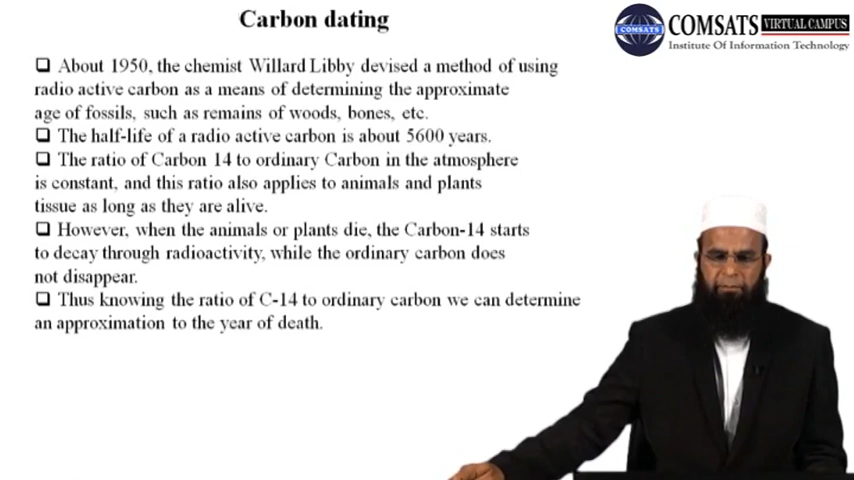 Carbon dating
COMSATS VIRTUAL CAMPUS
Institute Of Information Technology
COMSATS
❑ About 1950, the chemist Willard Libby devised a method of using
radio active carbon as a means of determining the approximate
age of fossils, such as remains of woods, bones, etc.
❑ The half-life of a radio active carbon is about 5600 years.
❑ The ratio of Carbon 14 to ordinary Carbon in the atmosphere
is constant, and this ratio also applies to animals and plants
tissue as long as they are alive.
❑ However, when the animals or plants die, the Carbon-14 starts
to decay through radioactivity, while the ordinary carbon does
not disappear.
❑ Thus knowing the ratio of C-14 to ordinary carbon we can determine
an approximation to the year of death.